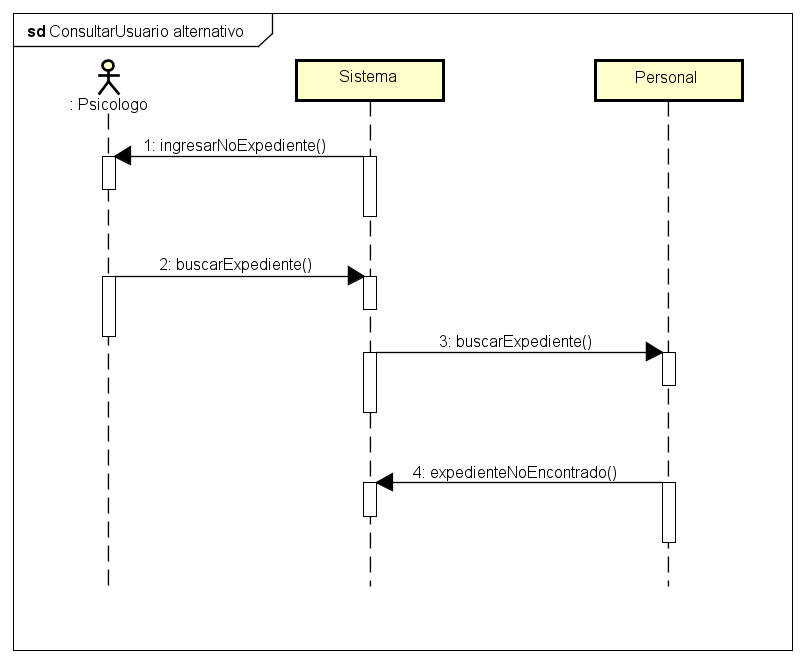 sd ConsultarUsuario alternativo
: Psicologo
Sistema
Personal
1: ingresarNoExpediente()
2: buscarExpediente()
3: buscarExpediente()
4: expedienteNoEncontrado()